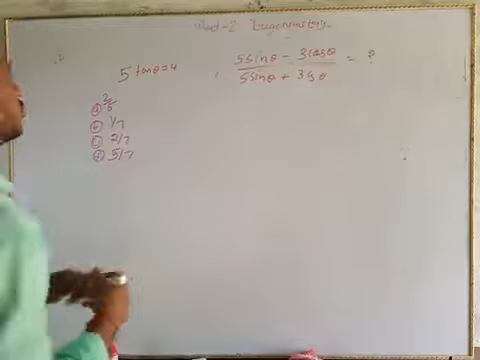 Trigonometry
5 tanθ = 4 , 5sinθ - 3cosθ / 5sinθ + 3cosθ = ?
ⓐ 2/5
ⓑ 1/7
ⓒ 2/7
ⓓ 5/7